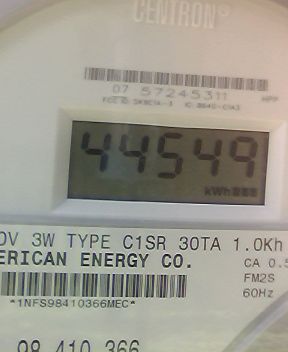 CENTRON®
07 57245311
44549
kWh
0V 3W TYPE C1SR 30TA 1.0Kh
ERICAN ENERGY CO.
CA 0.5
FM2S
*1NFS98410366MEC*
60Hz
98 410 366